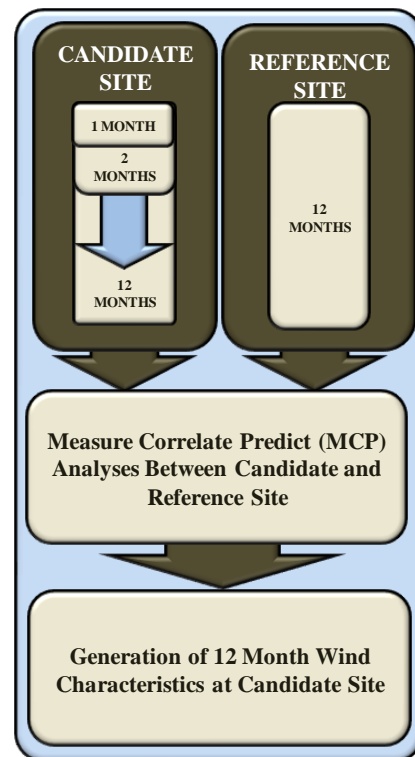 CANDIDATE
SITE
1 MONTH
2
MONTHS
12
MONTHS
REFERENCE
SITE
12
MONTHS
Measure Correlate Predict (MCP)
Analyses Between Candidate and
Reference Site
Generation of 12 Month Wind
Characteristics at Candidate Site